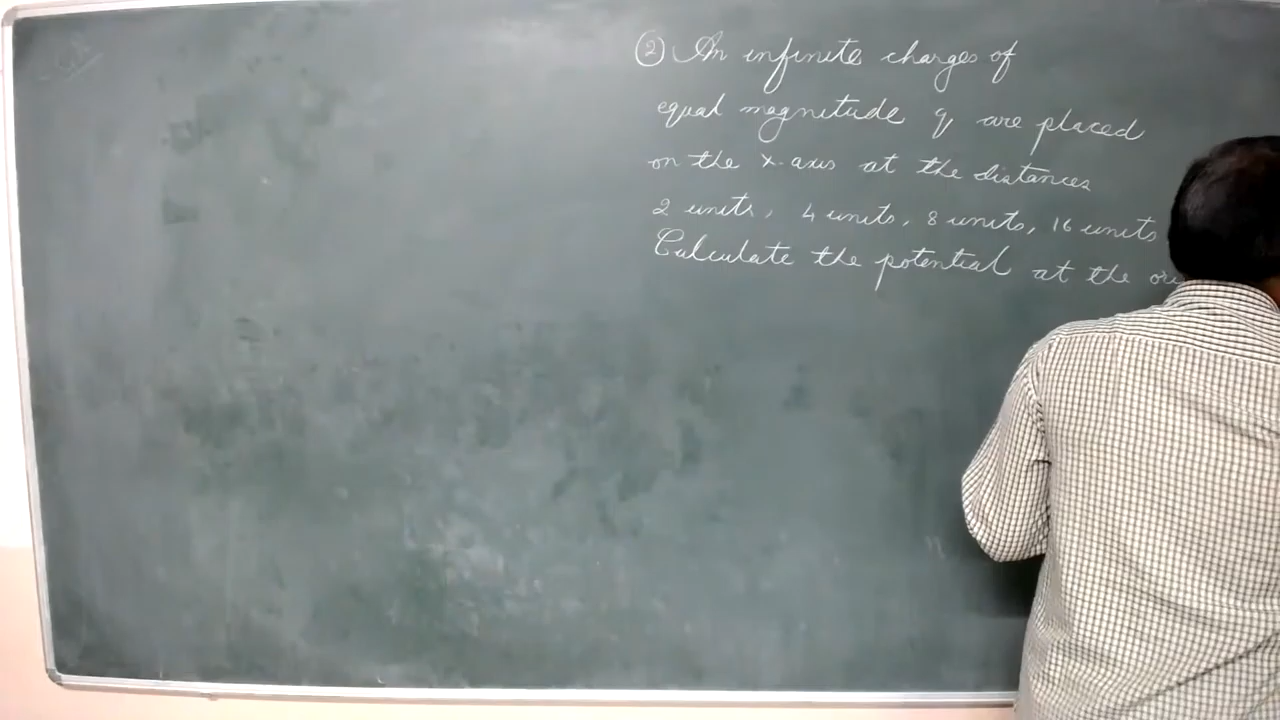 ② An infinite charges of
equal magnitude q are placed
on the x-axis at the distances
2 units, 4 units, 8 units, 16 units
Calculate the potential at the